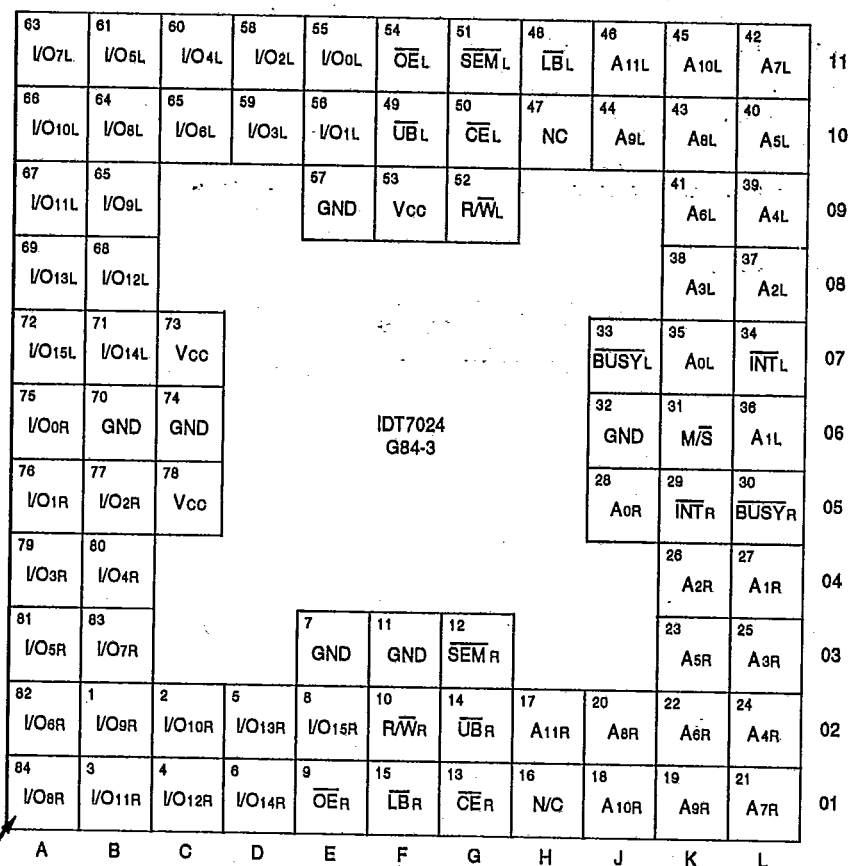 63 61 60 58 55 54 51 48 46 45 42
I/O7L I/O5L I/O4L I/O2L I/O0L OEL SEML LBL A11L A10L A7L 11
66 64 65 59 56 49 50 47 44 43 40
I/O10L I/O8L I/O6L I/O3L I/O1L UBL CEL NC A9L A8L A5L 10
67 65 57 53 52 41 39
I/O11L I/O9L GND Vcc R/WL A6L A4L 09
69 68 38 37
I/O13L I/O12L A3L A2L 08
72 71 73 33 35 34
I/O15L I/O14L Vcc BUSYL A0L INTL 07
75 70 74 32 31 36
I/O0R GND GND IDT7024 GND M/S A1L 06
G84-3
76 77 78 28 29 30
I/O1R I/O2R Vcc A0R INTR BUSYR 05
79 80 26 27
I/O3R I/O4R A2R A1R 04
81 83 7 11 12 23 25
I/O5R I/O7R GND GND SEMR A5R A3R 03
82 1 2 5 8 10 14 17 20 22 24
I/O6R I/O9R I/O10R I/O13R I/O15R R/WR UBR A11R A8R A6R A4R 02
84 3 4 6 9 15 13 16 18 19 21
I/O8R I/O11R I/O12R I/O14R OER LBR CER N/C A10R A9R A7R 01
A B C D E F G H J K L